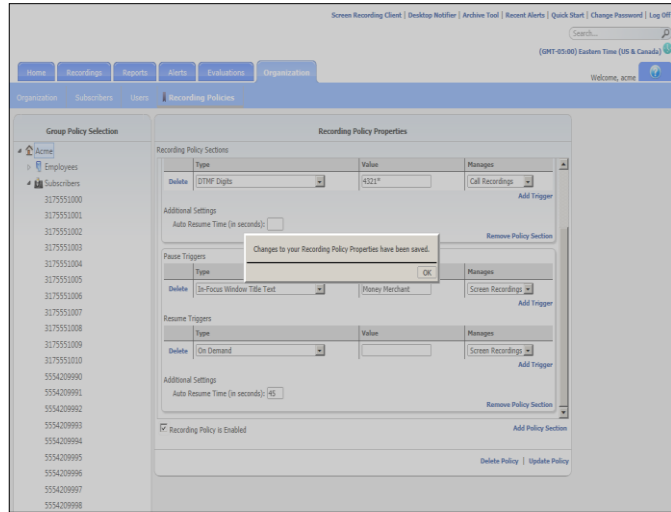 Screen Recording Client | Desktop Notifier | Archive Tool | Recent Alerts | Quick Start | Change Password | Log Off
Search...
(GMT-05:00) Eastern Time (US & Canada)
Home Recordings Reports Alerts Evaluations Organization
Welcome, acme
Organization Subscribers Users Recording Policies
Group Policy Selection
Acme
Employees
Subscribers
3175551000
3175551001
3175551002
3175551003
3175551004
3175551005
3175551006
3175551007
3175551008
3175551009
3175551010
5554209990
5554209991
5554209992
5554209993
5554209994
5554209995
5554209996
5554209997
5554209998
Recording Policy Properties
Recording Policy Sections
Type Value Manages
Delete DTMF Digits 4321* Call Recordings
Add Trigger
Additional Settings
Auto Resume Time (in seconds):
Remove Policy Section
Changes to your Recording Policy Properties have been saved.
OK
Pause Triggers
Type Manages
Delete In-Focus Window Title Text Money Merchant Screen Recordings
Add Trigger
Resume Triggers
Type Value Manages
Delete On Demand Screen Recordings
Add Trigger
Additional Settings
Auto Resume Time (in seconds): 45
Remove Policy Section
Recording Policy is Enabled
Add Policy Section
Delete Policy | Update Policy